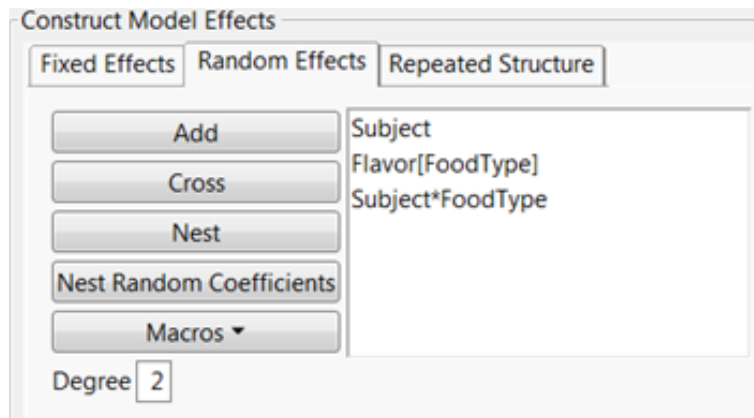 Construct Model Effects
Fixed Effects Random Effects Repeated Structure
Add
Cross
Nest
Nest Random Coefficients
Macros
Degree 2
Subject
Flavor[FoodType]
Subject*FoodType